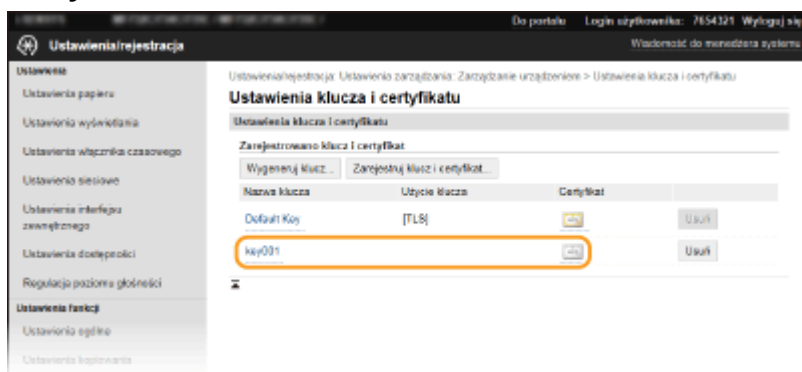 Do portalu Login użytkownika: 7654321 Wyloguj się
Ustawienia/rejestracja
Wiadomość do menedżera systemu
Ustawienia
Ustawienia papieru
Ustawienia wyświetlania
Ustawienia włącznika czasowego
Ustawienia sieciowe
Ustawienia interfejsu
zewnętrznego
Ustawienia dostępności
Regulacja poziomu głośności
Ustawienia funkcji
Ustawienia ogólne
Ustawienia kopiowania
Ustawienia/rejestracja: Ustawienia zarządzania: Zarządzanie urządzeniem > Ustawienia klucza i certyfikatu
Ustawienia klucza i certyfikatu
Ustawienia klucza i certyfikatu
Zarejestrowano klucz i certyfikat
Wygeneruj klucz... Zarejestruj klucz i certyfikat...
Nazwa klucza Użycie klucza Certyfikat
Default Key [TLS] Usuń
key001 Usuń